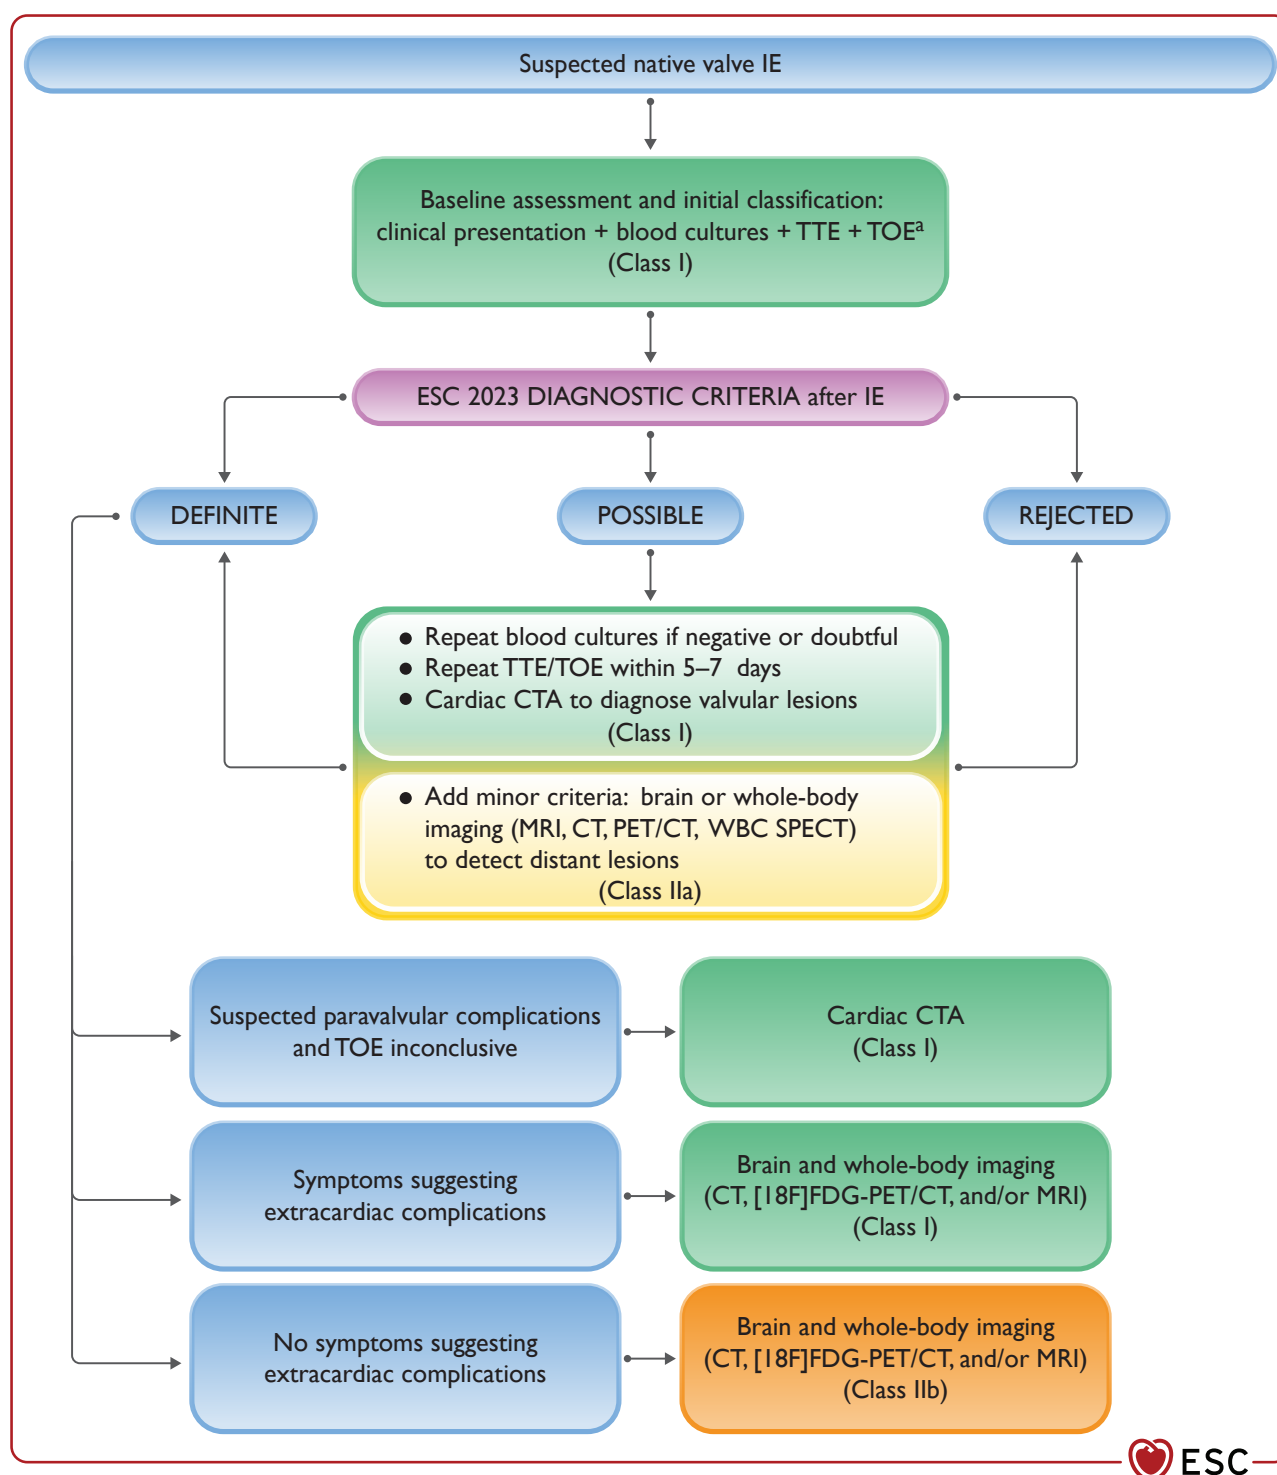 Suspected native valve IE
Baseline assessment and initial classification:
clinical presentation + blood cultures + TTE + TOEª
(Class I)
ESC 2023 DIAGNOSTIC CRITERIA after IE
DEFINITE
POSSIBLE
REJECTED
● Repeat blood cultures if negative or doubtful
● Repeat TTE/TOE within 5–7 days
● Cardiac CTA to diagnose valvular lesions
(Class I)
● Add minor criteria: brain or whole-body
imaging (MRI, CT, PET/CT, WBC SPECT)
to detect distant lesions
(Class IIa)
Suspected paravalvular complications
and TOE inconclusive
Cardiac CTA
(Class I)
Symptoms suggesting
extracardiac complications
Brain and whole-body imaging
(CT, [18F]FDG-PET/CT, and/or MRI)
(Class I)
No symptoms suggesting
extracardiac complications
Brain and whole-body imaging
(CT, [18F]FDG-PET/CT, and/or MRI)
(Class IIb)
ESC